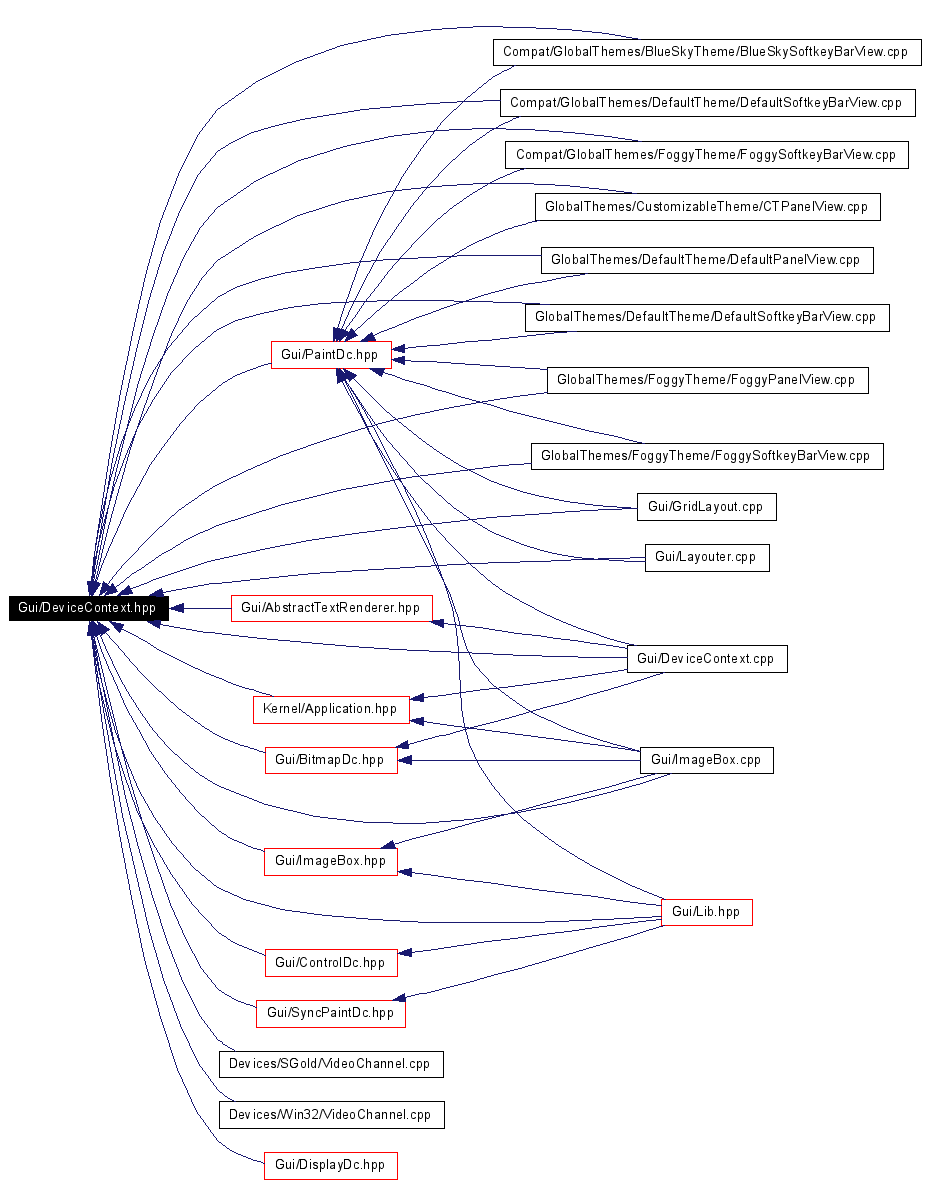 Compat/GlobalThemes/BlueSkyTheme/BlueSkySoftkeyBarView.cpp
Compat/GlobalThemes/DefaultTheme/DefaultSoftkeyBarView.cpp
Compat/GlobalThemes/FoggyTheme/FoggySoftkeyBarView.cpp
GlobalThemes/CustomizableTheme/CTPanelView.cpp
GlobalThemes/DefaultTheme/DefaultPanelView.cpp
GlobalThemes/DefaultTheme/DefaultSoftkeyBarView.cpp
Gui/PaintDc.hpp
GlobalThemes/FoggyTheme/FoggyPanelView.cpp
GlobalThemes/FoggyTheme/FoggySoftkeyBarView.cpp
Gui/GridLayout.cpp
Gui/Layouter.cpp
Gui/DeviceContext.hpp
Gui/AbstractTextRenderer.hpp
Gui/DeviceContext.cpp
Kernel/Application.hpp
Gui/BitmapDc.hpp
Gui/ImageBox.cpp
Gui/ImageBox.hpp
Gui/Lib.hpp
Gui/ControlDc.hpp
Gui/SyncPaintDc.hpp
Devices/SGold/VideoChannel.cpp
Devices/Win32/VideoChannel.cpp
Gui/DisplayDc.hpp